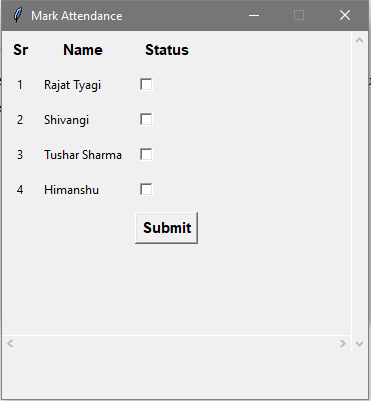 Mark Attendance
Sr Name Status
1 Rajat Tyagi
2 Shivangi
3 Tushar Sharma
4 Himanshu
Submit